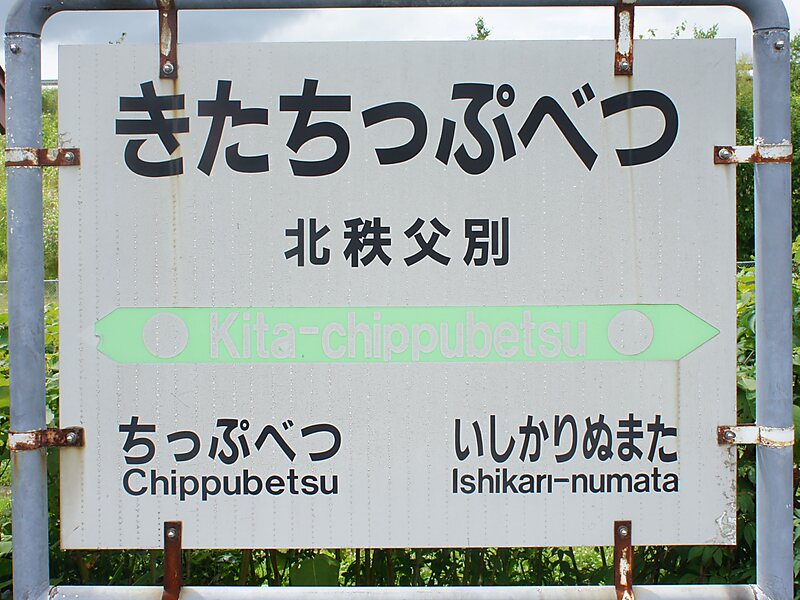 きたちっぷべつ
北秩父別
Kita-chippubetsu
ちっぷべつ いしかりぬまた
Chippubetsu Ishikari-numata